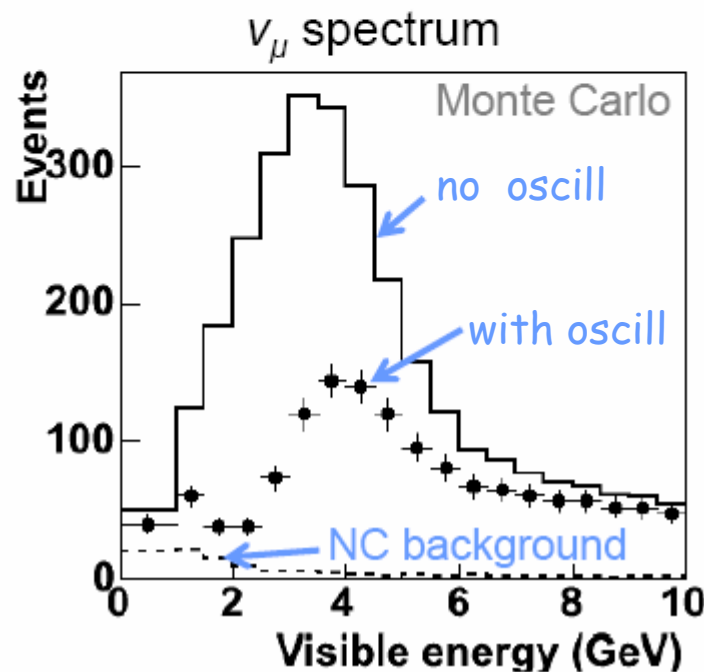 ν_μ spectrum
Events
Monte Carlo
300
no oscill
200
with oscill
100
NC background
0
0 2 4 6 8 10
Visible energy (GeV)